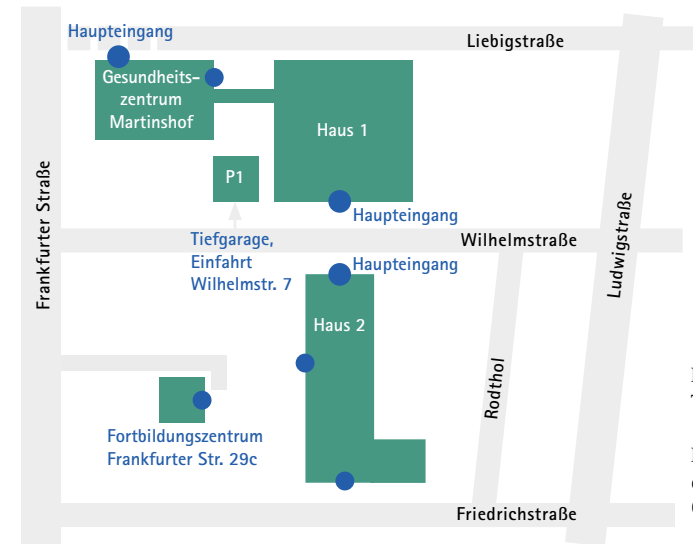 Haupteingang
Liebigstraße
Gesundheits-
zentrum
Martinshof
Haus 1
P1
Haupteingang
Tiefgarage,
Einfahrt
Wilhelmstr. 7
Wilhelmstraße
Haupteingang
Frankfurter Straße
Ludwigstraße
Haus 2
Rodthol
Fortbildungszentrum
Frankfurter Str. 29c
Friedrichstraße